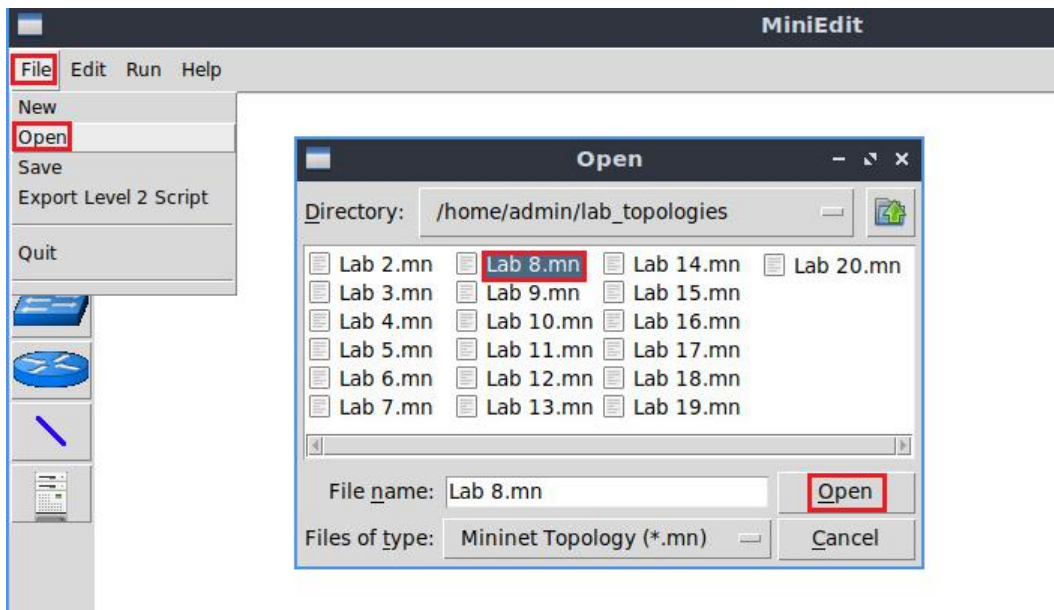 MiniEdit
File Edit Run Help
New
Open
Save
Export Level 2 Script
Quit
Open
Directory: /home/admin/lab_topologies
Lab 2.mn Lab 8.mn Lab 14.mn Lab 20.mn
Lab 3.mn Lab 9.mn Lab 15.mn
Lab 4.mn Lab 10.mn Lab 16.mn
Lab 5.mn Lab 11.mn Lab 17.mn
Lab 6.mn Lab 12.mn Lab 18.mn
Lab 7.mn Lab 13.mn Lab 19.mn
File name: Lab 8.mn Open
Files of type: Mininet Topology (*.mn) Cancel